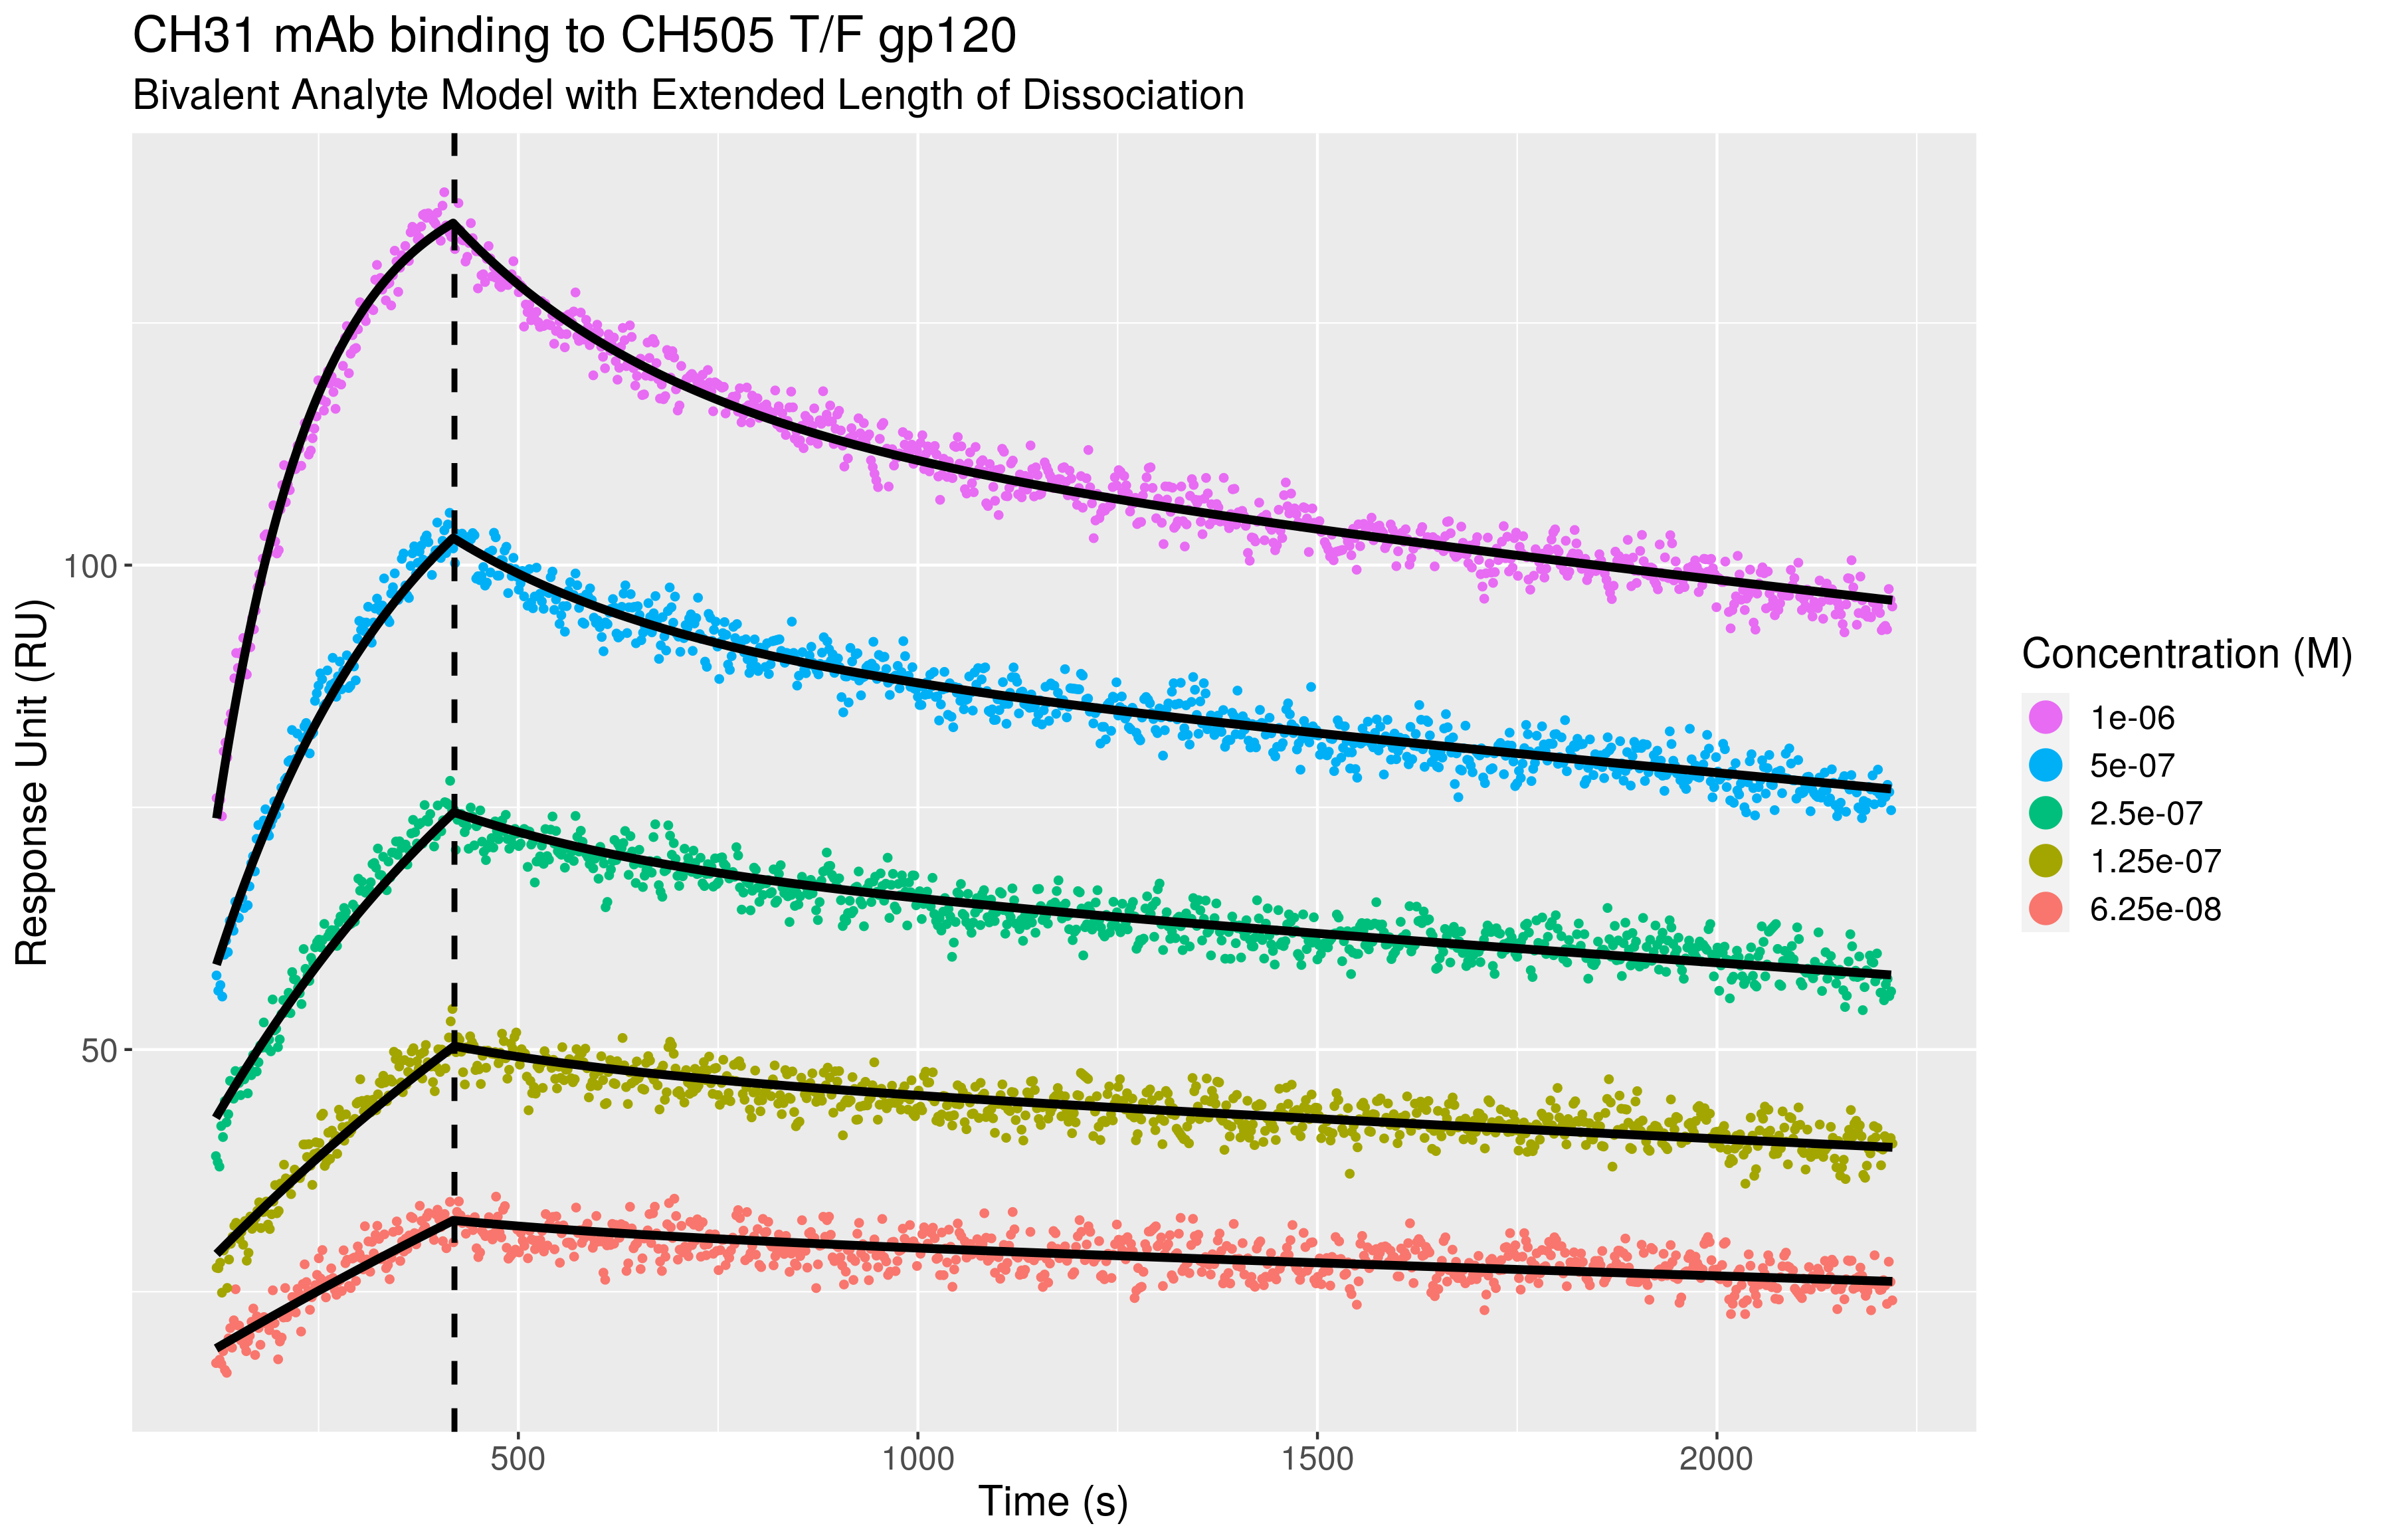 CH31 mAb binding to CH505 T/F gp120
Bivalent Analyte Model with Extended Length of Dissociation
Response Unit (RU)
100
50
500
1000
1500
2000
Time (s)
Concentration (M)
1e-06
5e-07
2.5e-07
1.25e-07
6.25e-08